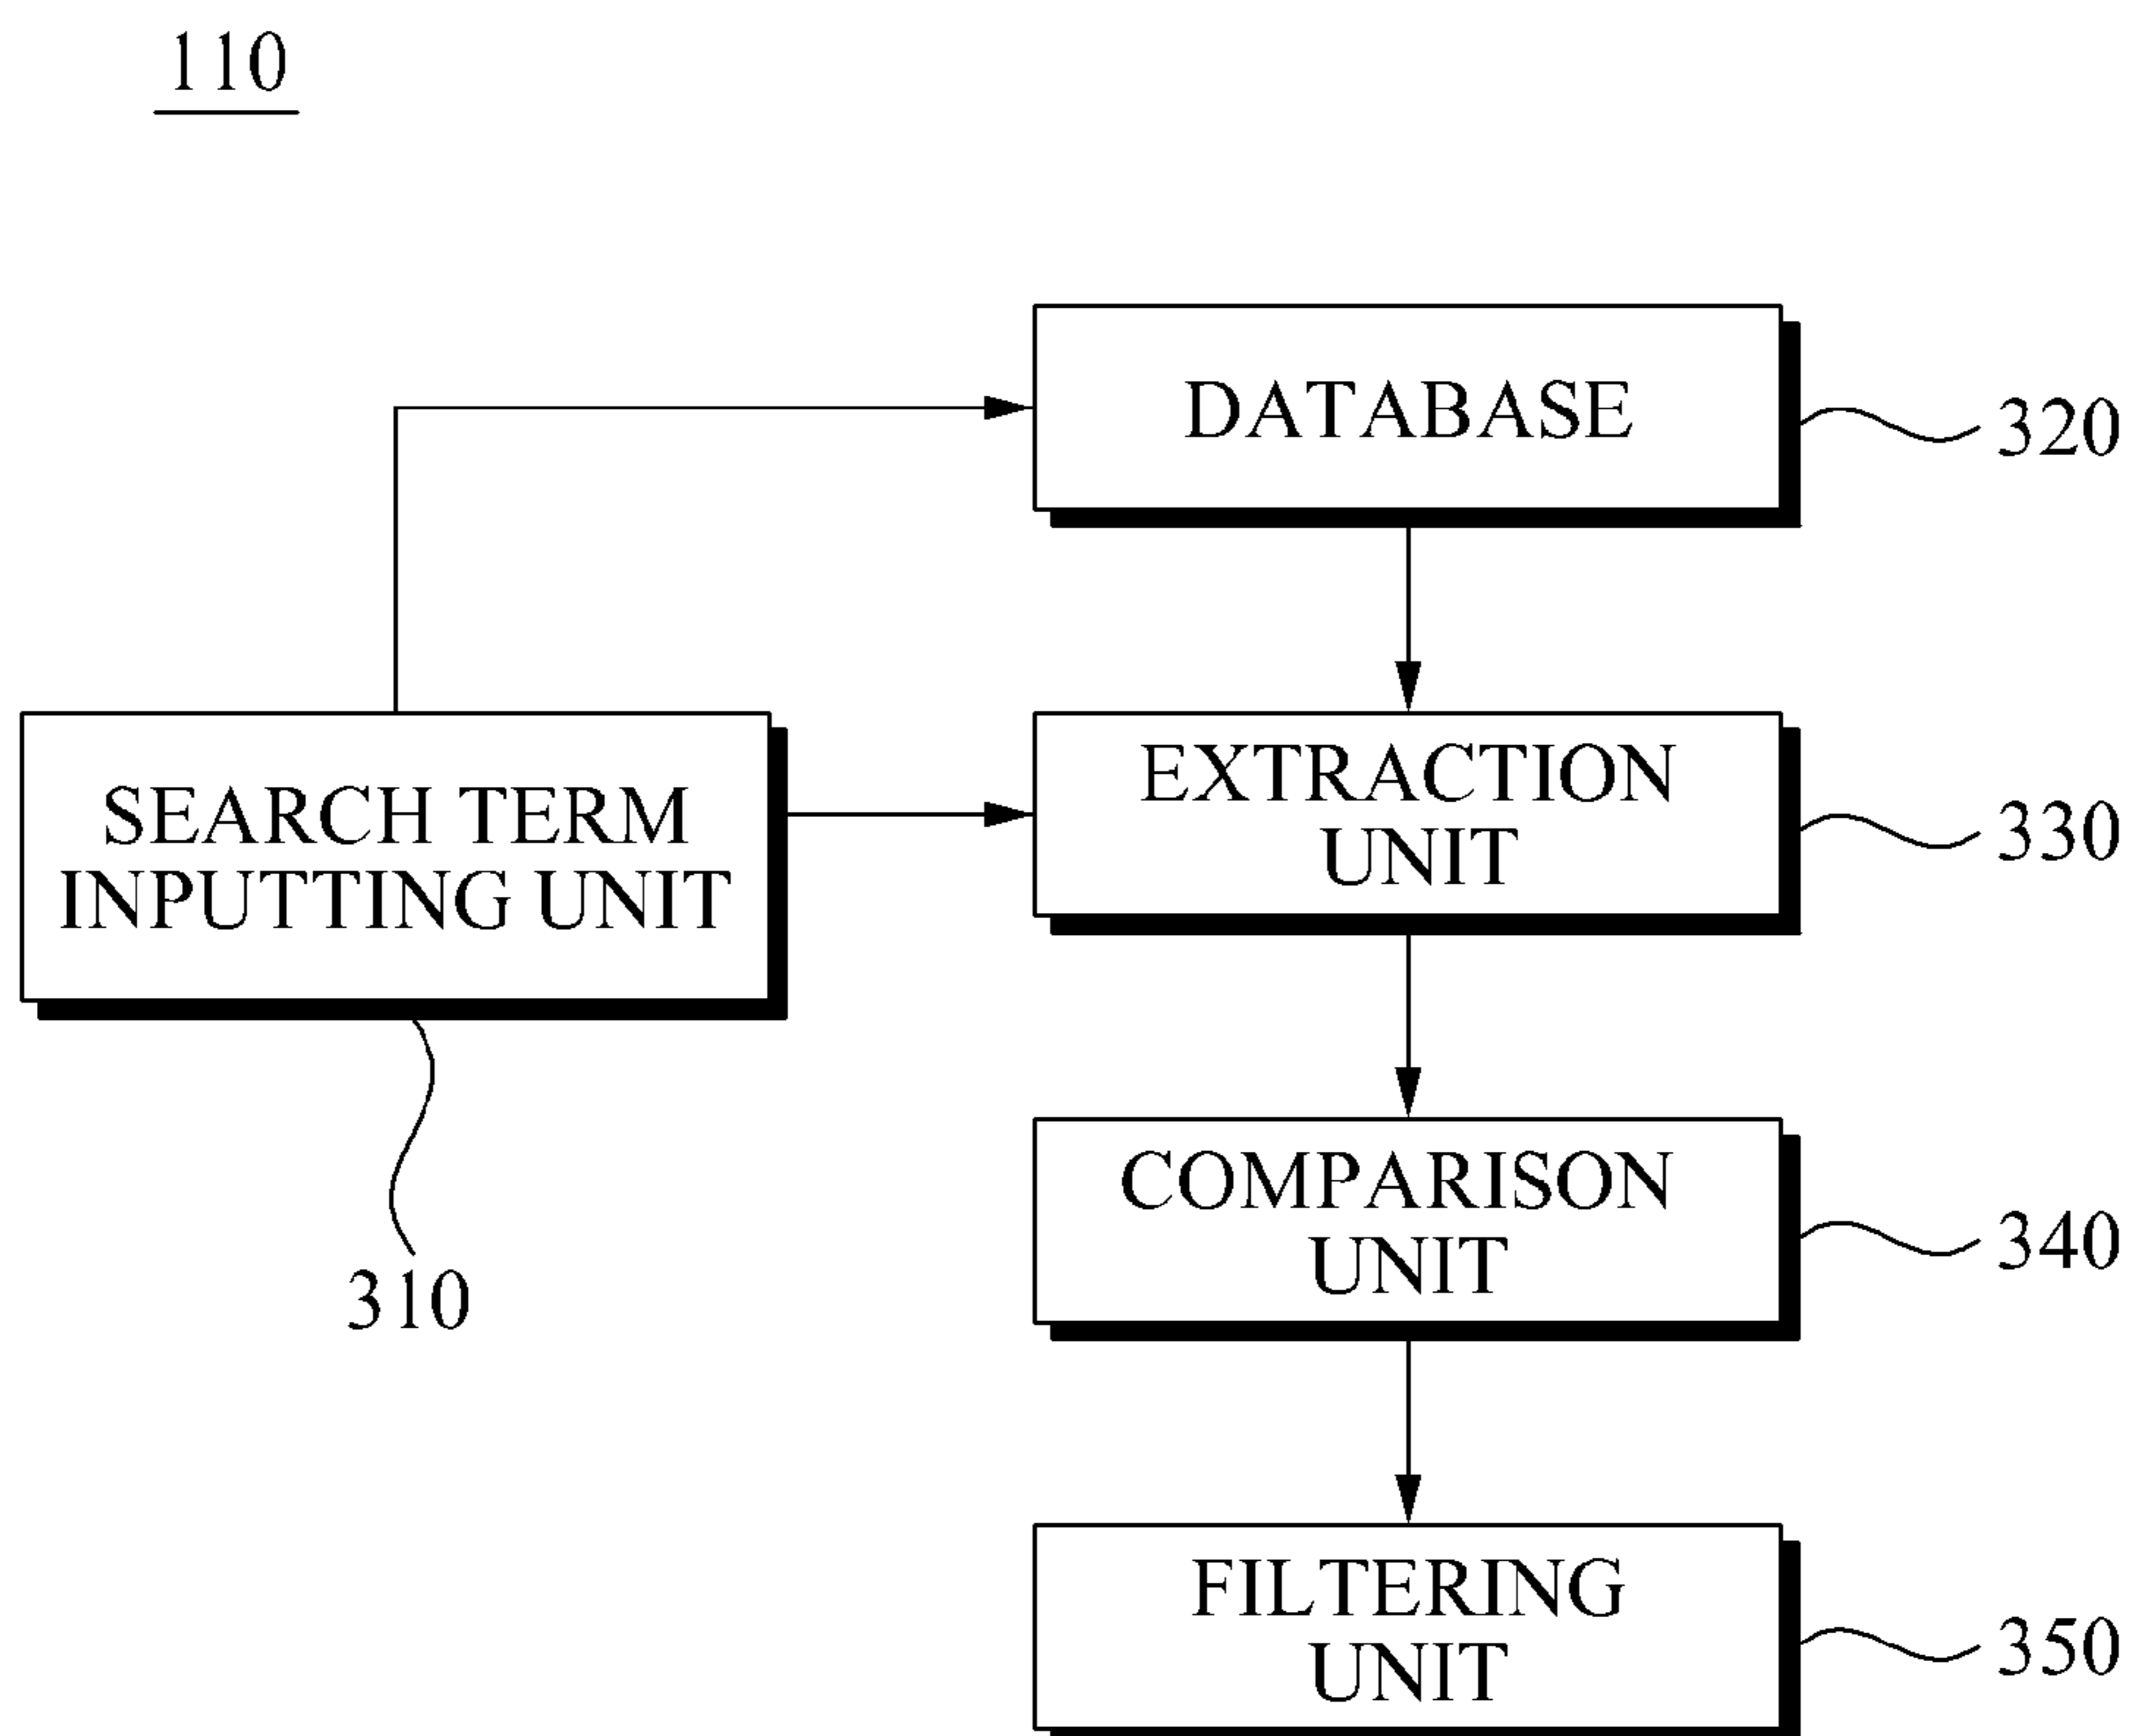 110
DATABASE
320
SEARCH TERM
INPUTTING UNIT
310
EXTRACTION
UNIT
330
COMPARISON
UNIT
340
FILTERING
UNIT
350